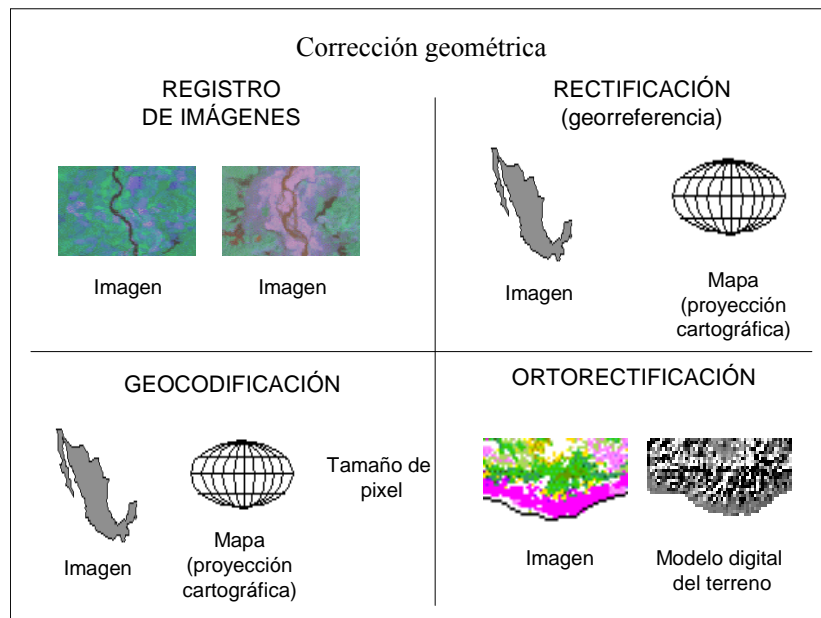 Corrección geométrica
REGISTRO
DE IMÁGENES
Imagen
Imagen
RECTIFICACIÓN
(georreferencia)
Imagen
Mapa
(proyección
cartográfica)
GEOCODIFICACIÓN
Imagen
Mapa
(proyección
cartográfica)
Tamaño de
pixel
ORTORECTIFICACIÓN
Imagen
Modelo digital
del terreno